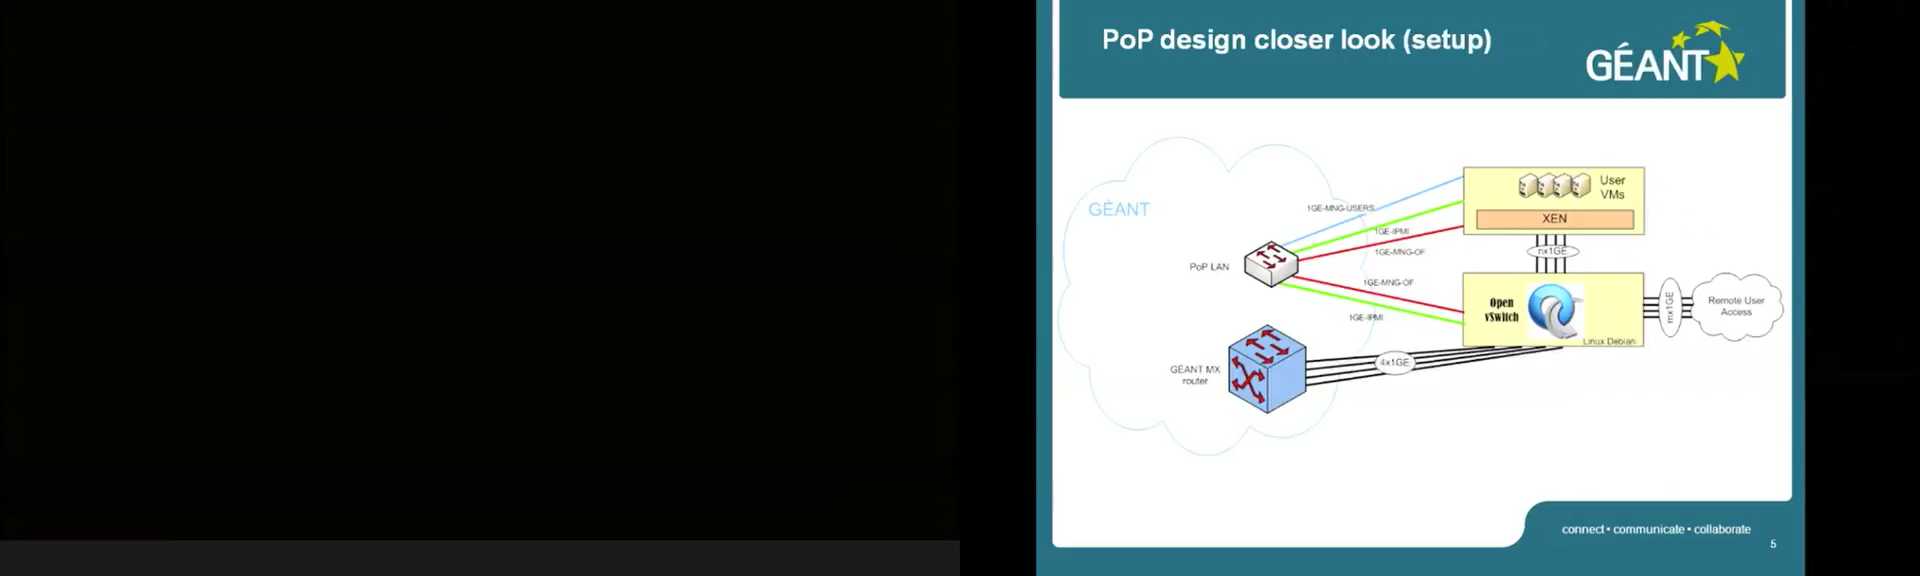 PoP design closer look (setup)
GÉANT
GÉANT
1GE-MNG-USERS
1GE-IPMI
1GE-MNG-OF
PoP LAN
1GE-MNG-OF
1GE-IPMI
User
VMs
XEN
nx1GE
Open
vSwitch
Linux Debian
mx1GE
Remote User
Access
GÉANT MX
router
4x1GE
connect • communicate • collaborate
5